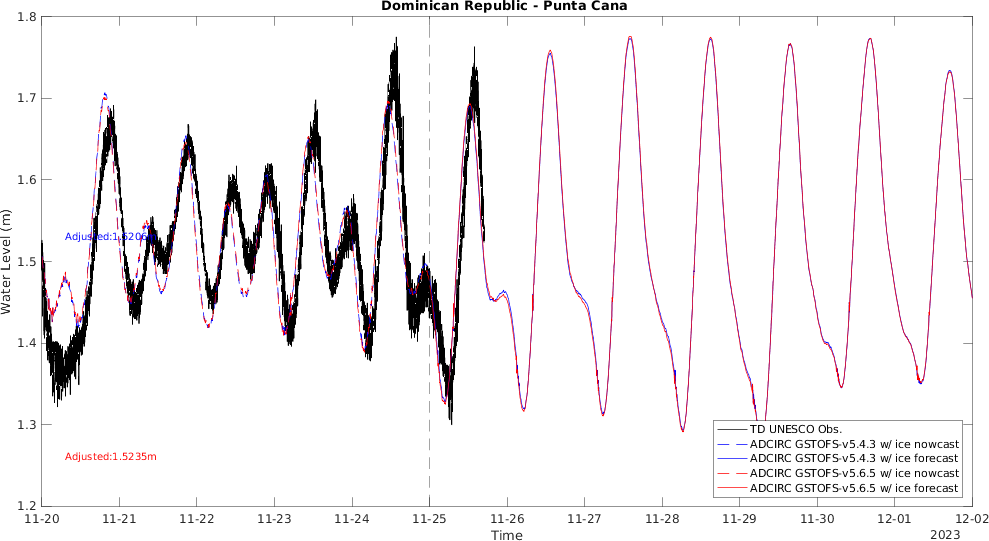 Dominican Republic - Punta Cana
1.8
1.7
1.6
1.5
1.4
1.3
1.2
Water Level (m)
Adjusted:1.5206m
Adjusted:1.5235m
TD UNESCO Obs.
ADCIRC GSTOFS-v5.4.3 w/ ice nowcast
ADCIRC GSTOFS-v5.4.3 w/ ice forecast
ADCIRC GSTOFS-v5.6.5 w/ ice nowcast
ADCIRC GSTOFS-v5.6.5 w/ ice forecast
11-20
11-21
11-22
11-23
11-24
11-25
11-26
11-27
11-28
11-29
11-30
12-01
12-02
Time
2023